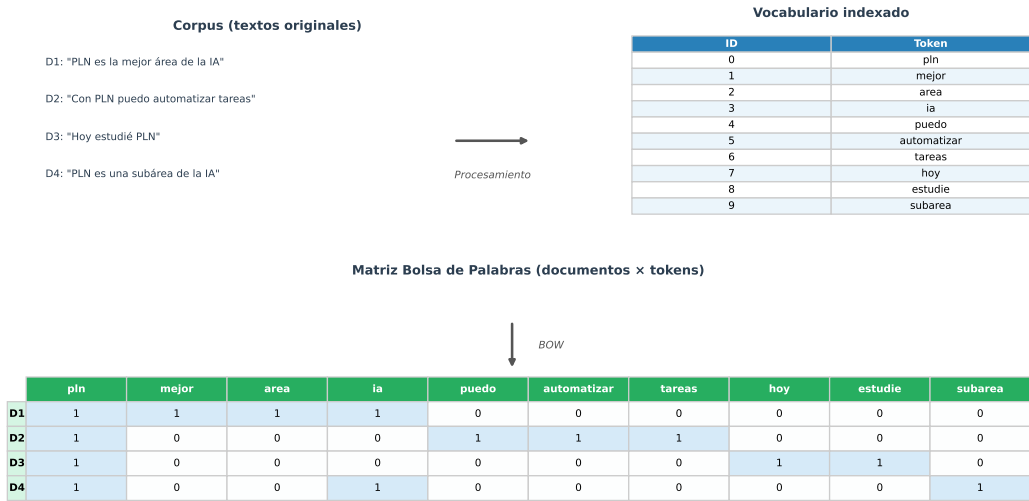 Corpus (textos originales)
D1: "PLN es la mejor área de la IA"
D2: "Con PLN puedo automatizar tareas"
D3: "Hoy estudié PLN"
D4: "PLN es una subárea de la IA"
Procesamiento
Vocabulario indexado
ID Token
0 pln
1 mejor
2 area
3 ia
4 puedo
5 automatizar
6 tareas
7 hoy
8 estudie
9 subarea
Matriz Bolsa de Palabras (documentos × tokens)
BOW
pln mejor area ia puedo automatizar tareas hoy estudie subarea
D1 1 1 1 1 0 0 0 0 0 0
D2 1 0 0 0 1 1 1 0 0 0
D3 1 0 0 0 0 0 0 1 1 0
D4 1 0 0 1 0 0 0 0 0 1